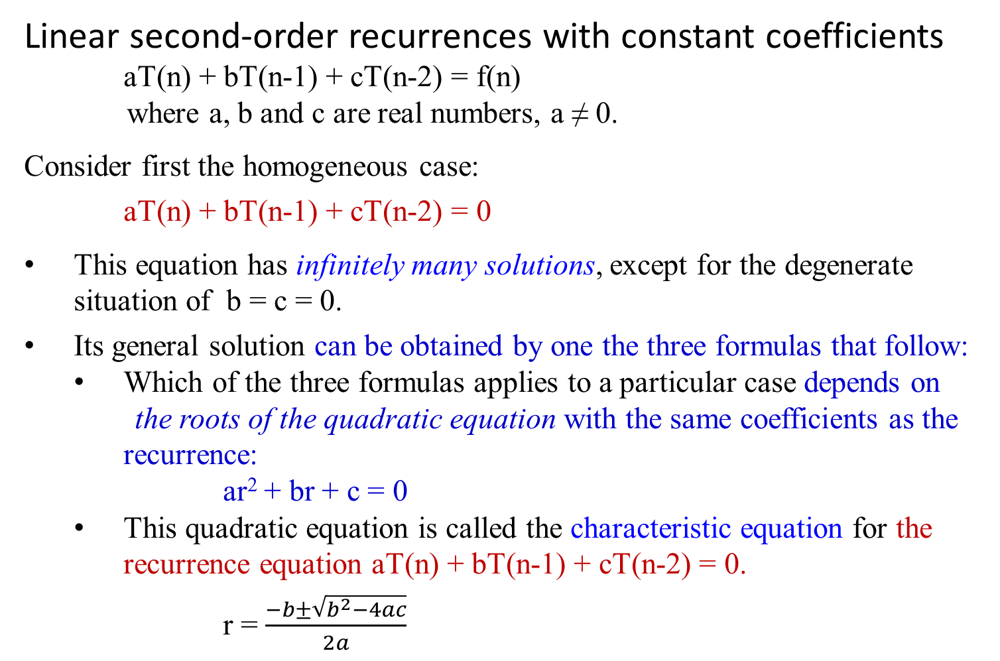 Linear second-order recurrences with constant coefficients
aT(n) + bT(n-1) + cT(n-2) = f(n)
where a, b and c are real numbers, a ≠ 0.
Consider first the homogeneous case:
aT(n) + bT(n-1) + cT(n-2) = 0
• This equation has infinitely many solutions, except for the degenerate
situation of b = c = 0.
• Its general solution can be obtained by one the three formulas that follow:
• Which of the three formulas applies to a particular case depends on
the roots of the quadratic equation with the same coefficients as the
recurrence:
ar² + br + c = 0
• This quadratic equation is called the characteristic equation for the
recurrence equation aT(n) + bT(n-1) + cT(n-2) = 0.
r = \frac{-b±\sqrt{b²-4ac}}{2a}